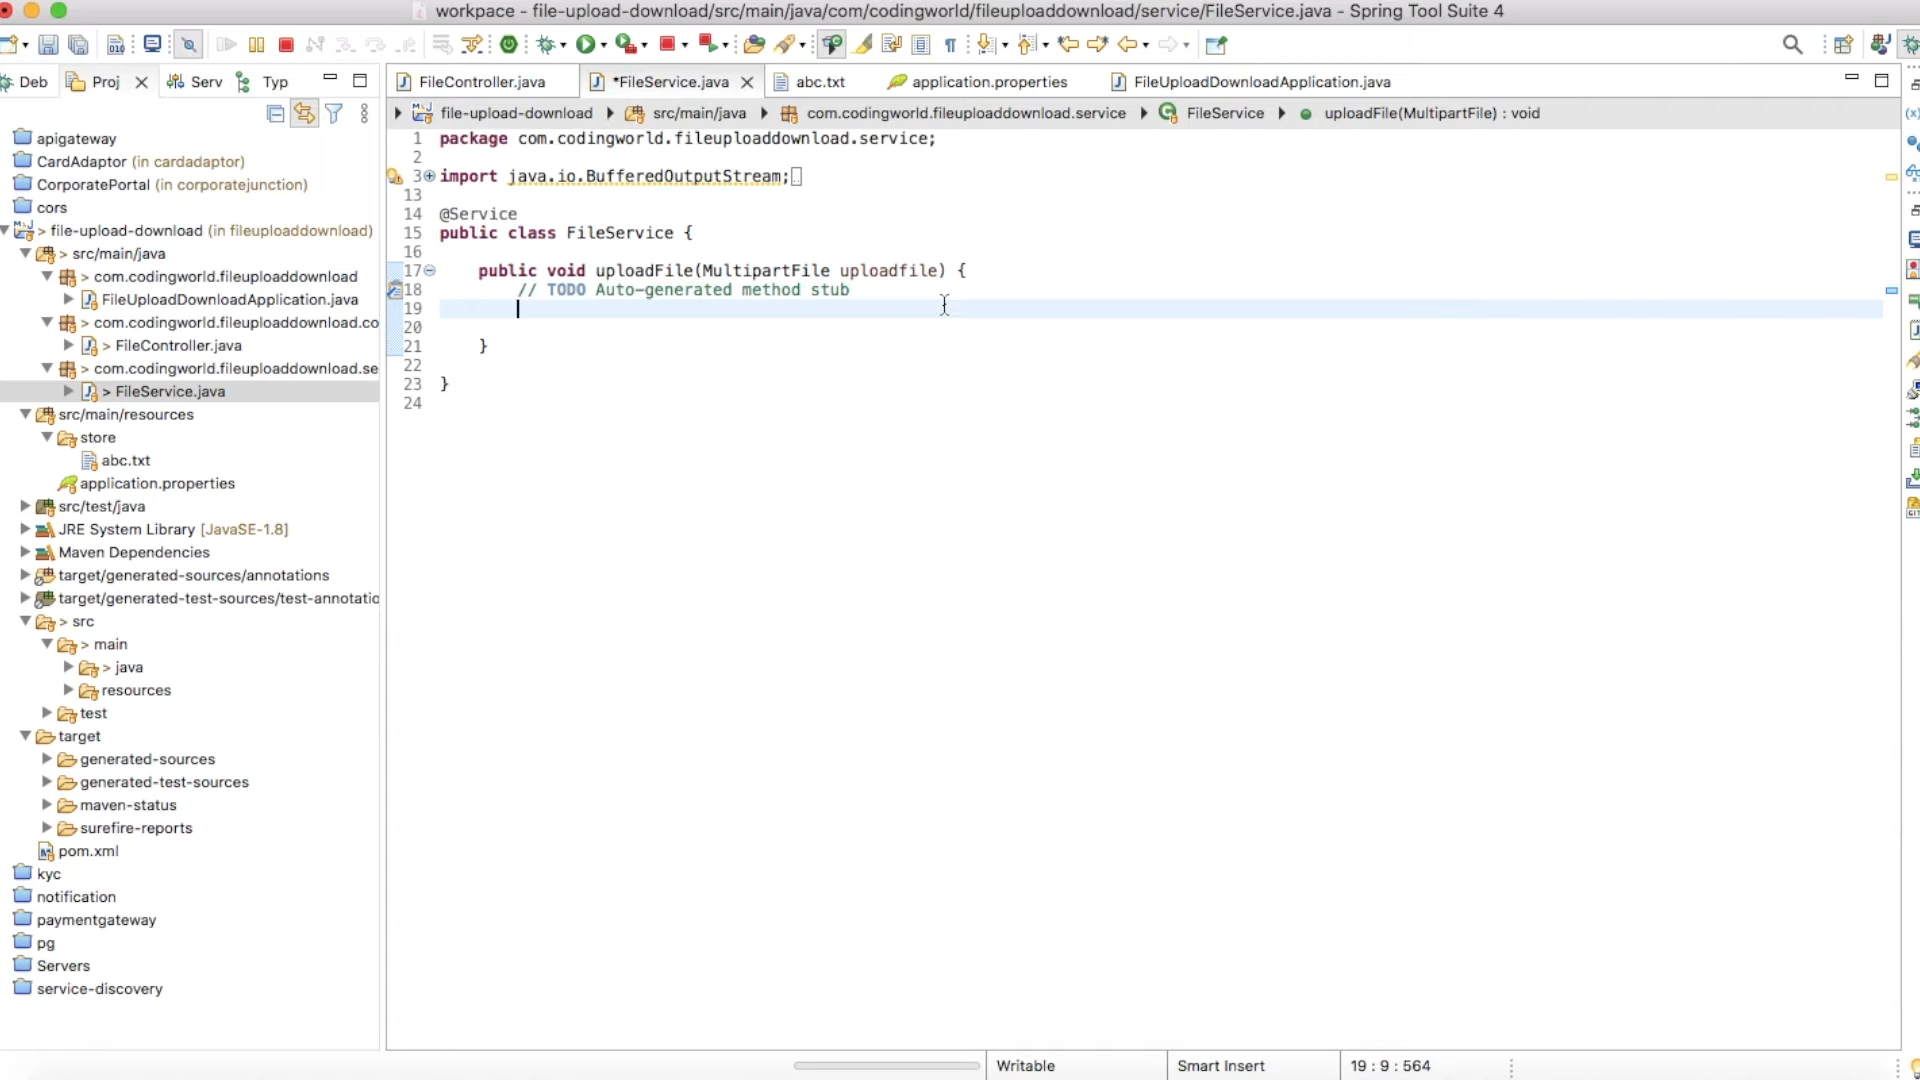 workpace - file-upload-download/src/main/java/com/codingworld/fileuploaddownload/service/FileService.java - Spring Tool Suite 4
Deb
Proj
Serv
Typ
FileController.java
*FileService.java
abc.txt
application.properties
FileUploadDownloadApplication.java
file-upload-download
src/main/java
com.codingworld.fileuploaddownload.service
FileService
uploadFile(MultipartFile) : void
apigateway
CardAdaptor (in cardadaptor)
CorporatePortal (in corporatejunction)
cors
> file-upload-download (in fileuploaddownload)
> src/main/java
> com.codingworld.fileuploaddownload
FileUploadDownloadApplication.java
> com.codingworld.fileuploaddownload.co
> FileController.java
> com.codingworld.fileuploaddownload.se
> FileService.java
src/main/resources
store
abc.txt
application.properties
src/test/java
JRE System Library [JavaSE-1.8]
Maven Dependencies
target/generated-sources/annotations
target/generated-test-sources/test-annotatio
> src
> main
> java
resources
test
target
generated-sources
generated-test-sources
maven-status
surefire-reports
pom.xml
kyc
notification
paymentgateway
pg
Servers
service-discovery
1 package com.codingworld.fileuploaddownload.service;
2
3 import java.io.BufferedOutputStream;
13
14 @Service
15 public class FileService {
16
17 public void uploadFile(MultipartFile uploadfile) {
18 // TODO Auto-generated method stub
19
20
21 }
22
23 }
24
Writable
Smart Insert
19 : 9 : 564